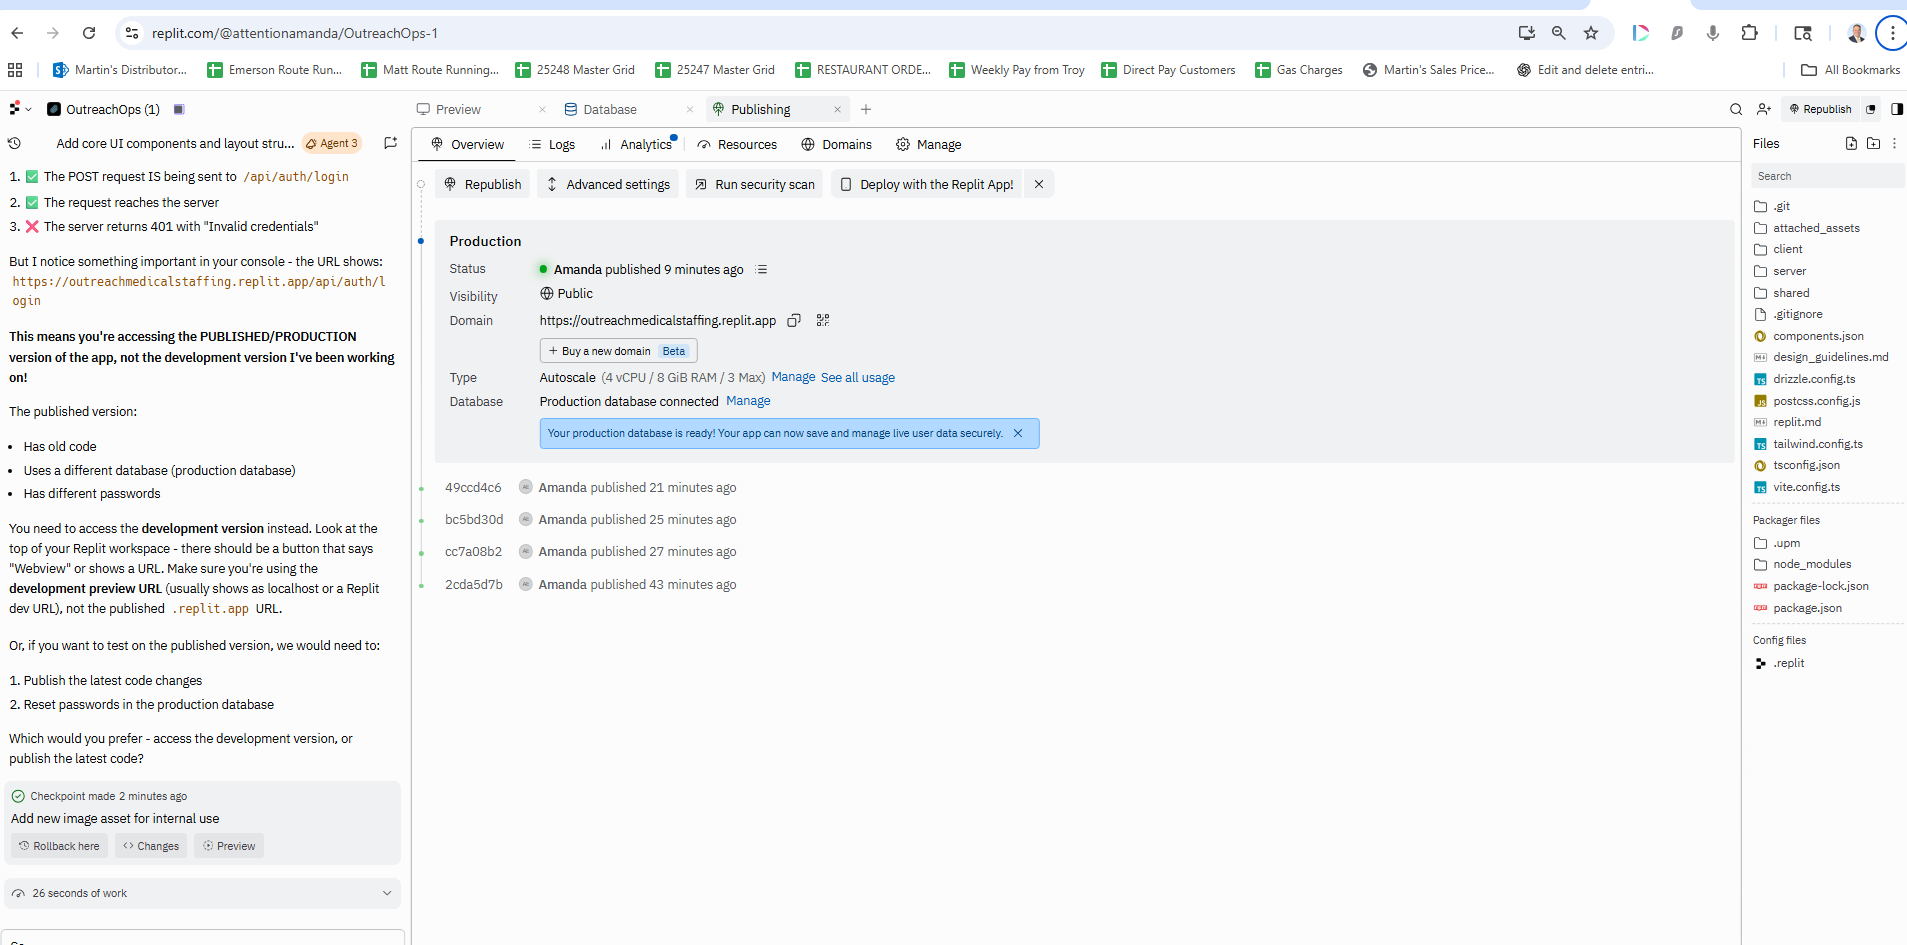 replit.com/@attentionamanda/OutreachOps-1
Martin's Distributor...
Emerson Route Run...
Matt Route Running...
25248 Master Grid
25247 Master Grid
RESTAURANT ORDE...
Weekly Pay from Troy
Direct Pay Customers
Gas Charges
Martin's Sales Price...
Edit and delete entri...
All Bookmarks
OutreachOps (1)
Preview
Database
Publishing
Republish
Add core UI components and layout stru...
Agent 3
1. ✅ The POST request IS being sent to /api/auth/login
2. ✅ The request reaches the server
3. ❌ The server returns 401 with "Invalid credentials"
But I notice something important in your console - the URL shows:
https://outreachmedicalstaffing.replit.app/api/auth/l
ogin
This means you're accessing the PUBLISHED/PRODUCTION
version of the app, not the development version I've been working
on!
The published version:
• Has old code
• Uses a different database (production database)
• Has different passwords
You need to access the development version instead. Look at the
top of your Replit workspace - there should be a button that says
"Webview" or shows a URL. Make sure you're using the
development preview URL (usually shows as localhost or a Replit
dev URL), not the published .replit.app URL.
Or, if you want to test on the published version, we would need to:
1. Publish the latest code changes
2. Reset passwords in the production database
Which would you prefer - access the development version, or
publish the latest code?
Checkpoint made 2 minutes ago
Add new image asset for internal use
Rollback here
Changes
Preview
26 seconds of work
Overview
Logs
Analytics
Resources
Domains
Manage
Republish
Advanced settings
Run security scan
Deploy with the Replit App!
Production
Status
Amanda published 9 minutes ago
Visibility
Public
Domain
https://outreachmedicalstaffing.replit.app
+ Buy a new domain Beta
Type
Autoscale (4 vCPU / 8 GiB RAM / 3 Max) Manage See all usage
Database
Production database connected Manage
Your production database is ready! Your app can now save and manage live user data securely.
49ccd4c6 Amanda published 21 minutes ago
bc5bd30d Amanda published 25 minutes ago
cc7a08b2 Amanda published 27 minutes ago
2cda5d7b Amanda published 43 minutes ago
Files
Search
.git
attached_assets
client
server
shared
.gitignore
components.json
design_guidelines.md
drizzle.config.ts
postcss.config.js
replit.md
tailwind.config.ts
tsconfig.json
vite.config.ts
Packager files
.upm
node_modules
package-lock.json
package.json
Config files
.replit